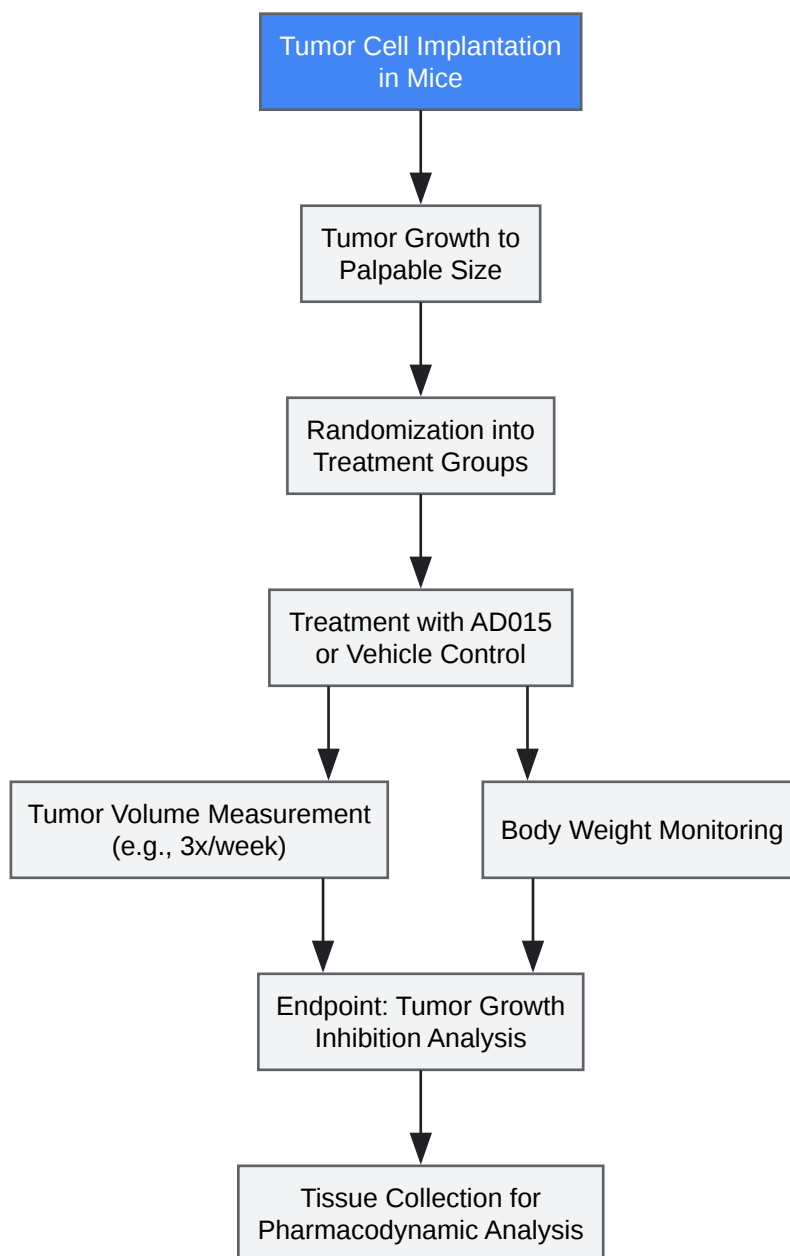 Tumor Cell Implantation
in Mice
Tumor Growth to
Palpable Size
Randomization into
Treatment Groups
Treatment with AD015
or Vehicle Control
Tumor Volume Measurement
(e.g., 3x/week)
Body Weight Monitoring
Endpoint: Tumor Growth
Inhibition Analysis
Tissue Collection for
Pharmacodynamic Analysis